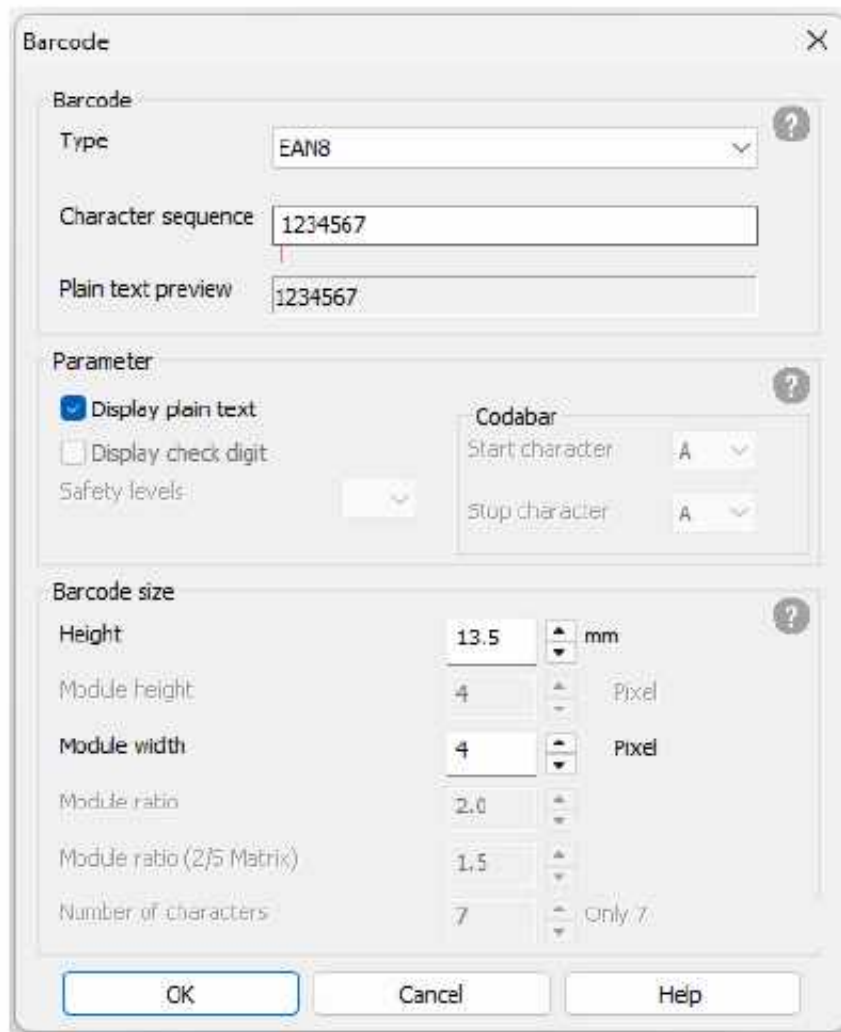 Barcode
Barcode
Type EAN8
Character sequence 1234567
Plain text preview 1234567
Parameter
Display plain text
Codabar
Display check digit
Start character A
Safety levels
Stop character A
Barcode size
Height 13.5 mm
Module height 4 Pixel
Module width 4 Pixel
Module ratio 2.0
Module ratio (2/5 Matrix) 1.5
Number of characters 7 Only 7
OK Cancel Help